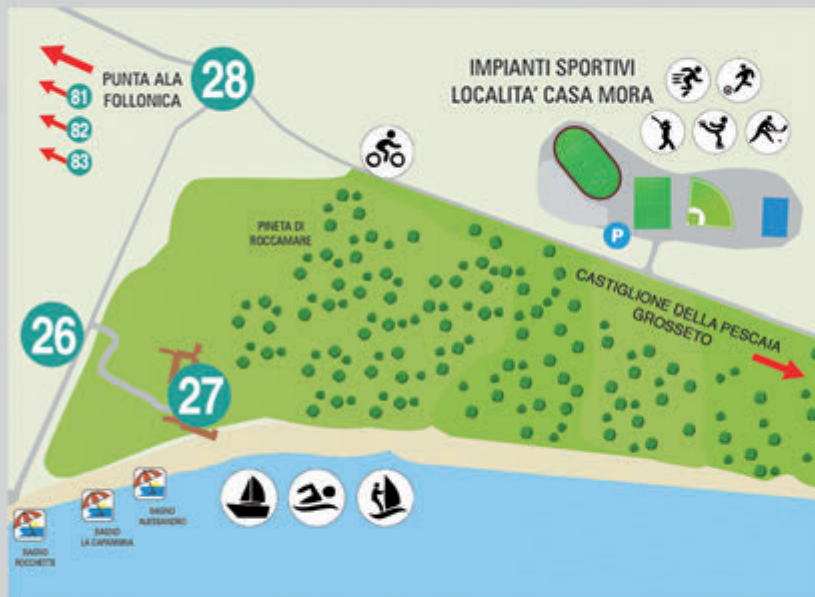 PUNTA ALA
FOLLONICA
28
81
82
83
IMPIANTI SPORTIVI
LOCALITA' CASA MORA
PINETA DI
ROCCAMARE
P
CASTIGLIONE DELLA PESCAIA
GROSSETO
26
27
BAGNO
ROCCHETTE
BAGNO
LA CAPANNINA
BAGNO
ALESSANDRO